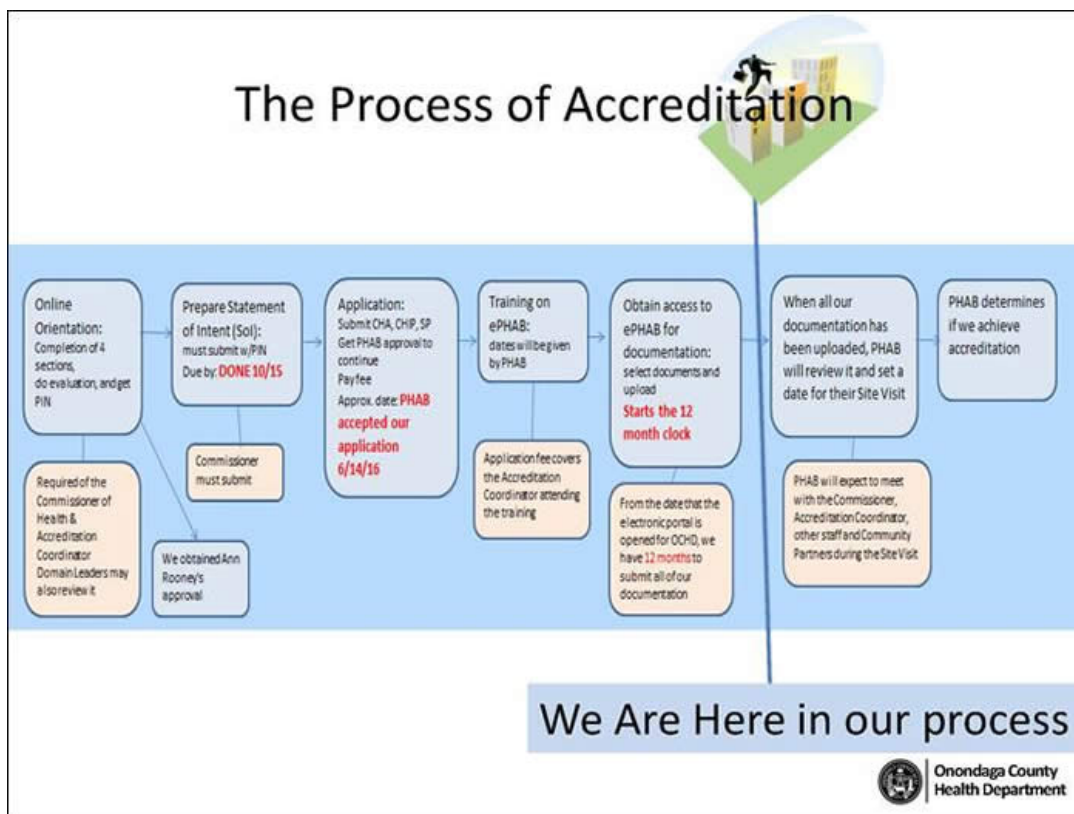 The Process of Accreditation
Online
Orientation:
Completion of 4
sections,
do evaluation, and get
PIN
Required of the
Commissioner of
Health &
Accreditation
Coordinator
Domain Leaders may
also review it
We obtained Ann
Rooney's
approval
Prepare Statement
of Intent (SoI):
must submit w/PIN
Due by: DONE 10/15
Commissioner
must submit
Application:
Submit CHA, CHIP, SP
Get PHAB approval to
continue
Pay fee
Approx. date: PHAB
accepted our
application
6/14/16
Training on
ePHAB:
dates will be given
by PHAB
Application fee covers
the Accreditation
Coordinator attending
the training
Obtain access to
ePHAB for
documentation:
select documents and
upload
Starts the 12
month clock
From the date that the
electronic portal is
opened for OCHD, we
have 12 months to
submit all of our
documentation
When all our
documentation has
been uploaded, PHAB
will review it and set a
date for their Site Visit
PHAB will expect to meet
with the Commissioner,
Accreditation Coordinator,
other staff and Community
Partners during the Site Visit
PHAB determines
if we achieve
accreditation
We Are Here in our process
Onondaga County
Health Department